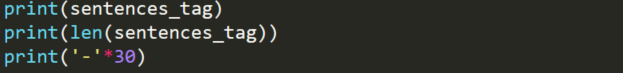 print(sentences_tag)
print(len(sentences_tag))
print('-'*30)